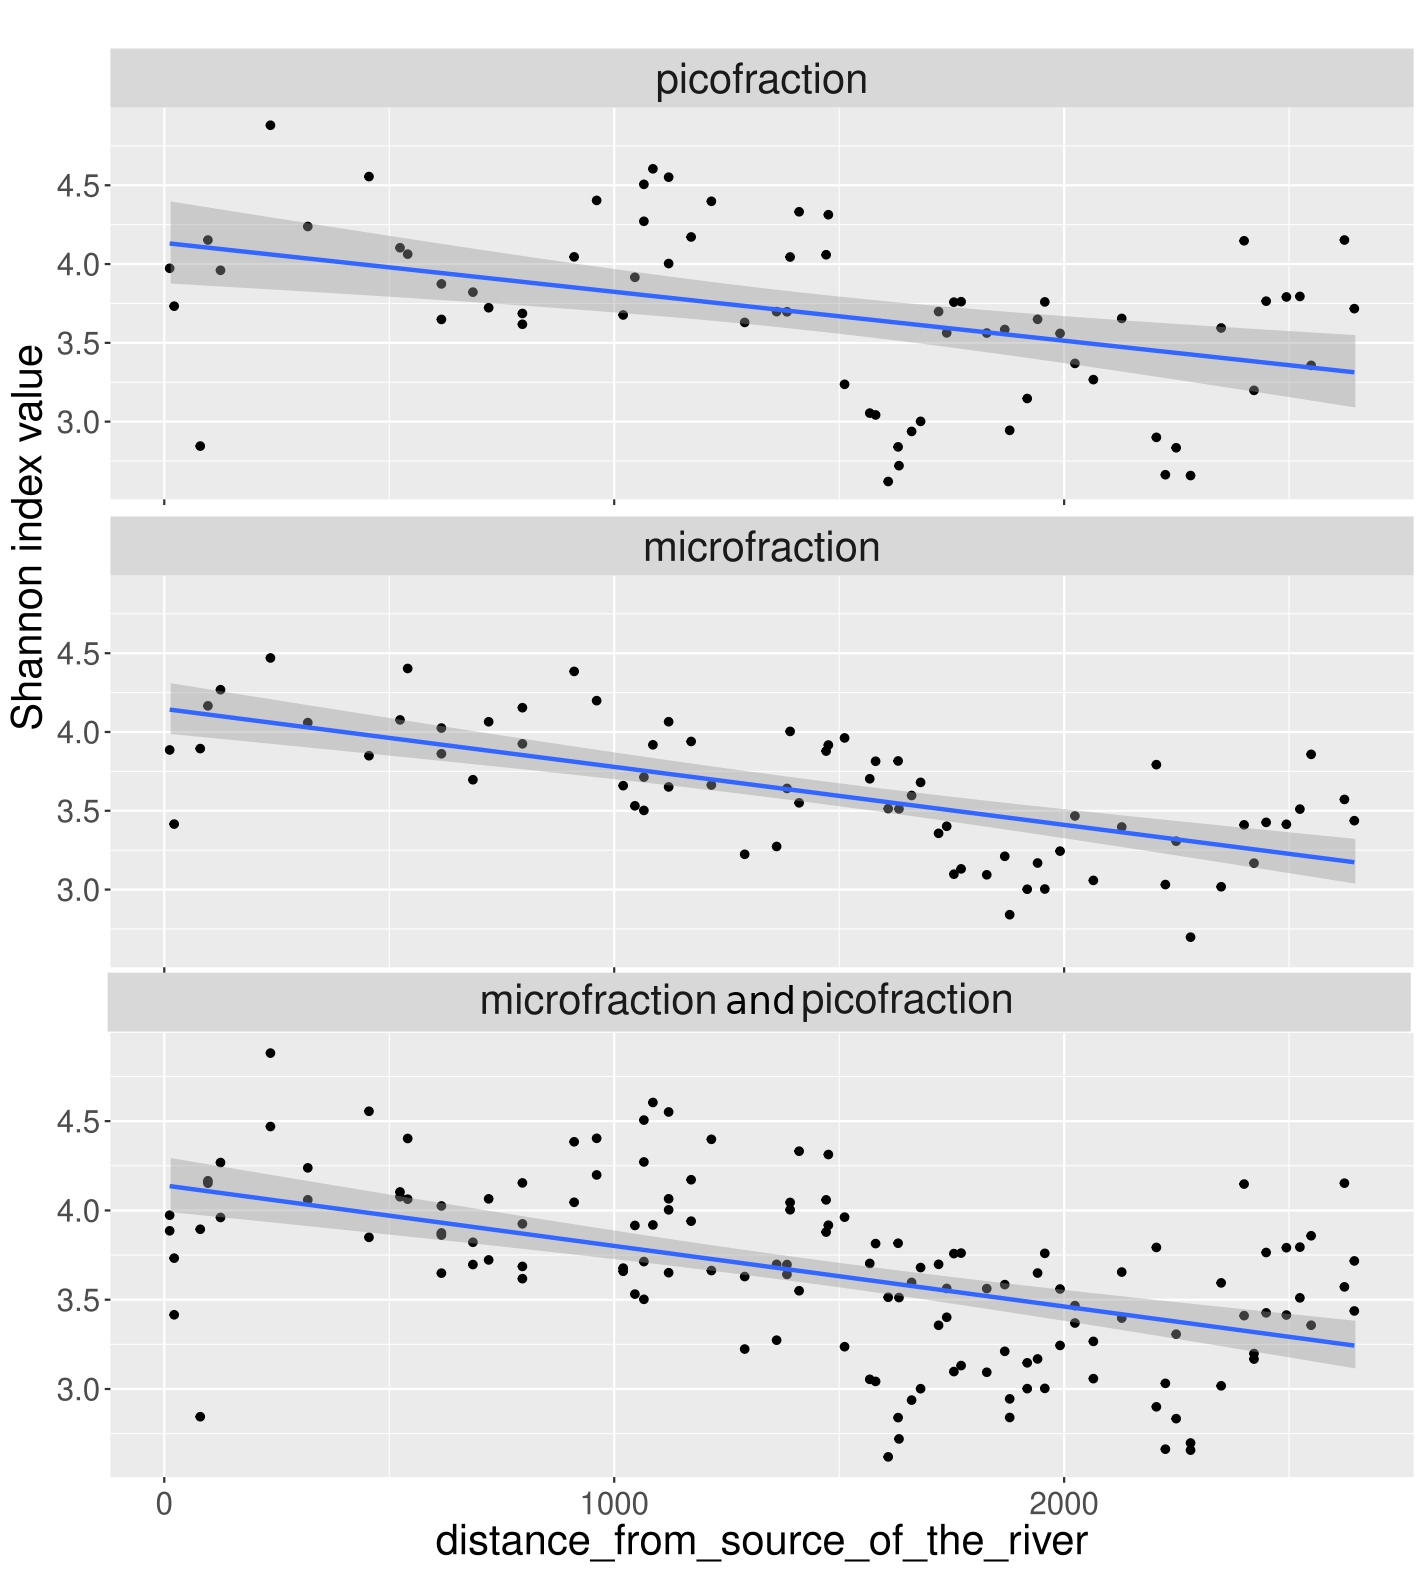 picofraction
4.5
4.0
3.5
3.0
microfraction
4.5
4.0
3.5
3.0
microfraction and picofraction
4.5
4.0
3.5
3.0
0 1000 2000
distance_from_source_of_the_river
Shannon index value